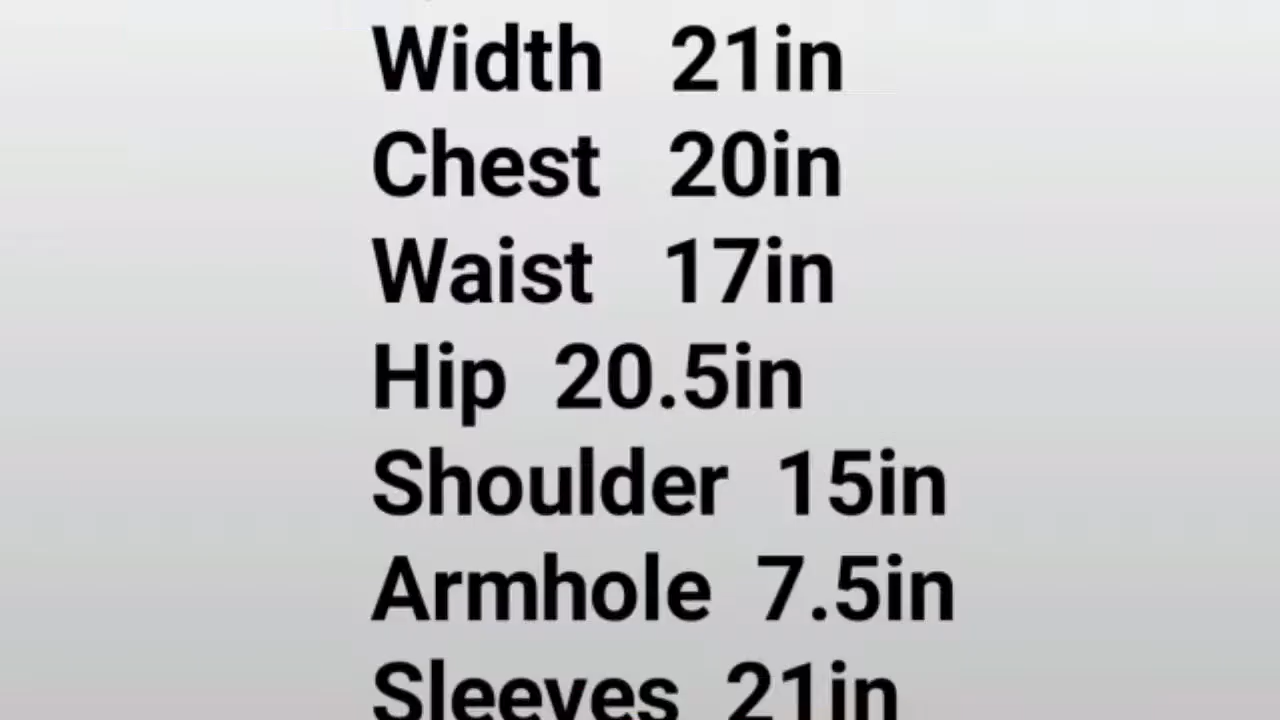 Width 21in
Chest 20in
Waist 17in
Hip 20.5in
Shoulder 15in
Armhole 7.5in
Sleeves 21in